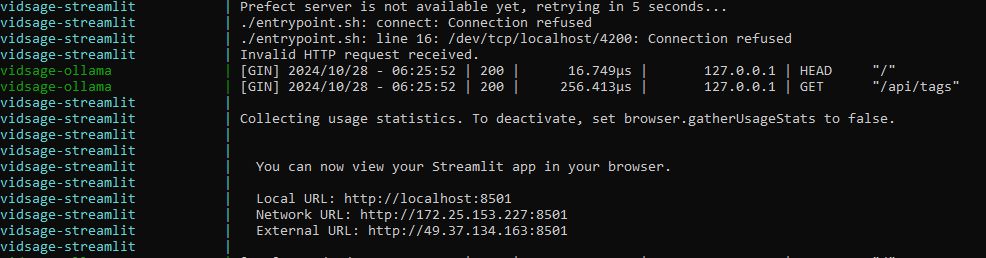 vidsage-streamlit | Prefect server is not available yet, retrying in 5 seconds...
vidsage-streamlit | ./entrypoint.sh: connect: Connection refused
vidsage-streamlit | ./entrypoint.sh: line 16: /dev/tcp/localhost/4200: Connection refused
vidsage-streamlit | Invalid HTTP request received.
vidsage-ollama | [GIN] 2024/10/28 - 06:25:52 | 200 | 16.749µs | 127.0.0.1 | HEAD "/"
vidsage-ollama | [GIN] 2024/10/28 - 06:25:52 | 200 | 256.413µs | 127.0.0.1 | GET "/api/tags"
vidsage-streamlit |
vidsage-streamlit | Collecting usage statistics. To deactivate, set browser.gatherUsageStats to false.
vidsage-streamlit |
vidsage-streamlit |
vidsage-streamlit | You can now view your Streamlit app in your browser.
vidsage-streamlit |
vidsage-streamlit | Local URL: http://localhost:8501
vidsage-streamlit | Network URL: http://172.25.153.227:8501
vidsage-streamlit | External URL: http://49.37.134.163:8501
vidsage-streamlit |